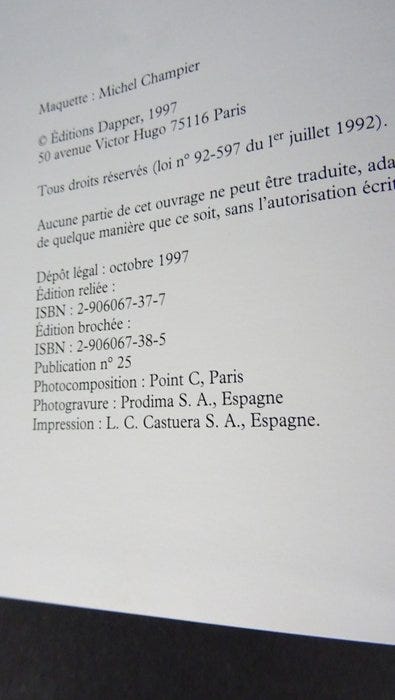 Maquette : Michel Champier
© Éditions Dapper, 1997
50 avenue Victor Hugo 75116 Paris
Tous droits réservés (loi n° 92-597 du 1er juillet 1992).
Aucune partie de cet ouvrage ne peut être traduite, ada
de quelque manière que ce soit, sans l'autorisation écrit
Dépôt légal : octobre 1997
Édition reliée :
ISBN : 2-906067-37-7
Édition brochée :
ISBN : 2-906067-38-5
Publication n° 25
Photocomposition : Point C, Paris
Photogravure : Prodima S. A., Espagne
Impression : L. C. Castuera S. A., Espagne.